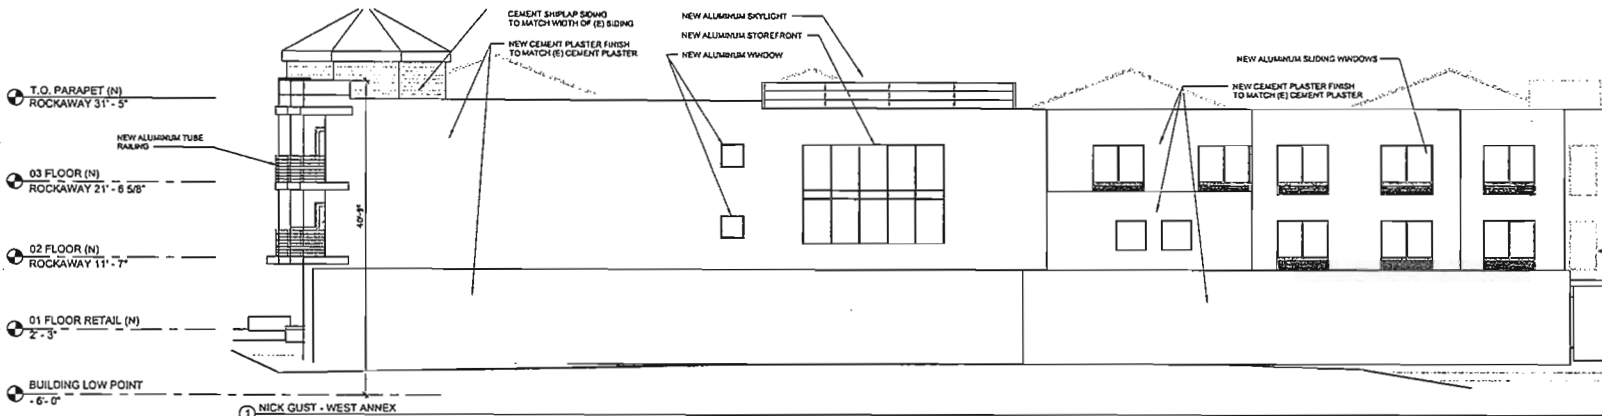 CEMENT SHIPLAP SIDING
TO MATCH WIDTH OF (E) SIDING
NEW CEMENT PLASTER FINISH
TO MATCH (E) CEMENT PLASTER
NEW ALUMINUM SKYLIGHT
NEW ALUMINUM STOREFRONT
NEW ALUMINUM WINDOW
NEW ALUMINUM SLIDING WINDOWS
NEW CEMENT PLASTER FINISH
TO MATCH (E) CEMENT PLASTER
T.O. PARAPET (N)
ROCKAWAY 31' - 5"
NEW ALUMINUM TUBE
RAILING
03 FLOOR (N)
ROCKAWAY 21' - 6 5/8"
40'-9"
02 FLOOR (N)
ROCKAWAY 11' - 7"
01 FLOOR RETAIL (N)
2' - 3"
BUILDING LOW POINT
- 6' - 0"
1 NICK GUST - WEST ANNEX